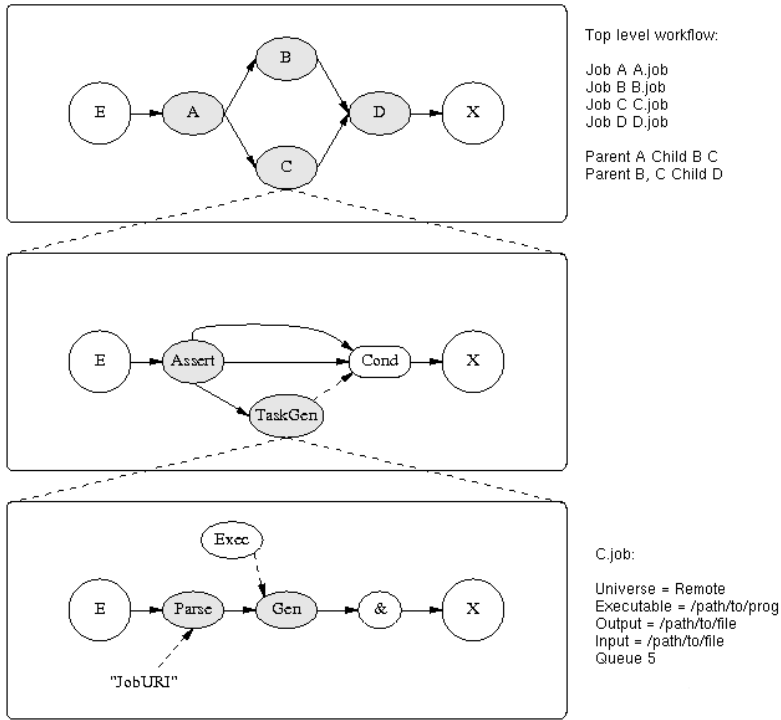 E
A
B
C
D
X
Top level workflow:
Job A A.job
Job B B.job
Job C C.job
Job D D.job
Parent A Child B C
Parent B, C Child D
E
Assert
TaskGen
Cond
X
E
Parse
"JobURI"
Exec
Gen
&
X
C.job:
Universe = Remote
Executable = /path/to/prog
Output = /path/to/file
Input = /path/to/file
Queue 5